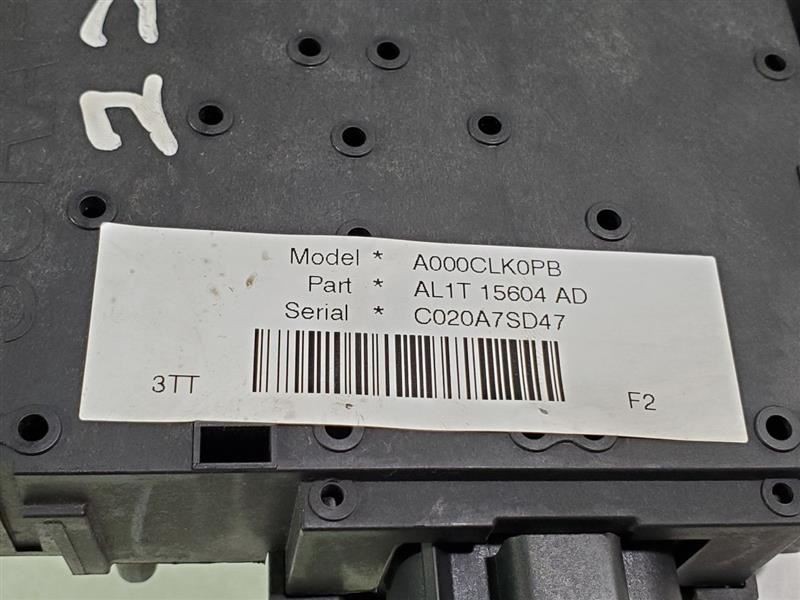 Model * A000CLK0PB
Part * AL1T 15604 AD
Serial * C020A7SD47
3TT
F2